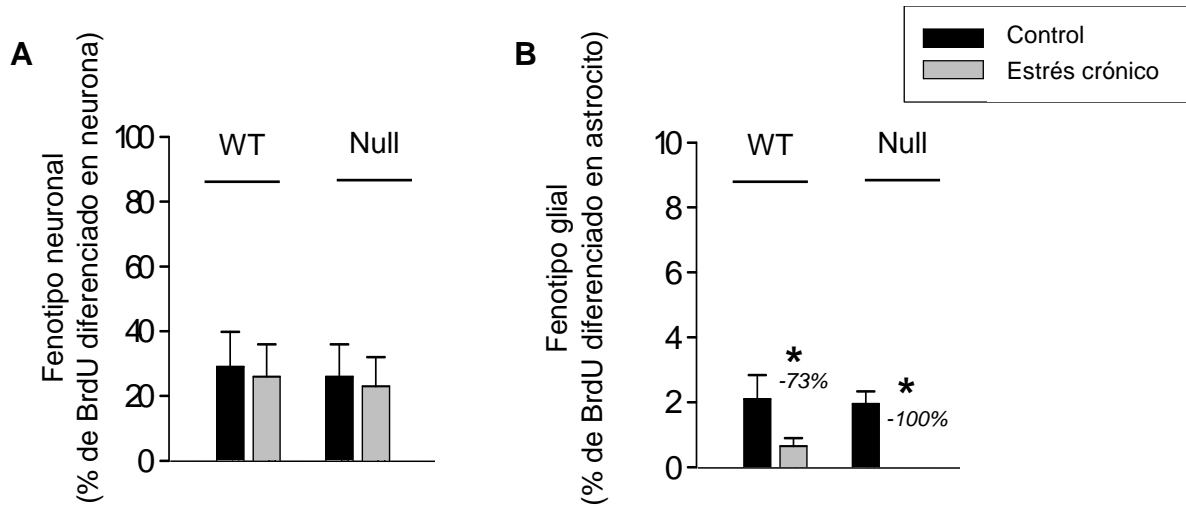 A
Fenotipo neuronal
(% de BrdU diferenciado en neurona)
100
80
60
40
20
0
WT
Null
B
Fenotipo glial
(% de BrdU diferenciado en astrocito)
10
8
6
4
2
0
WT
Null
*
-73%
*
-100%
Control
Estrés crónico